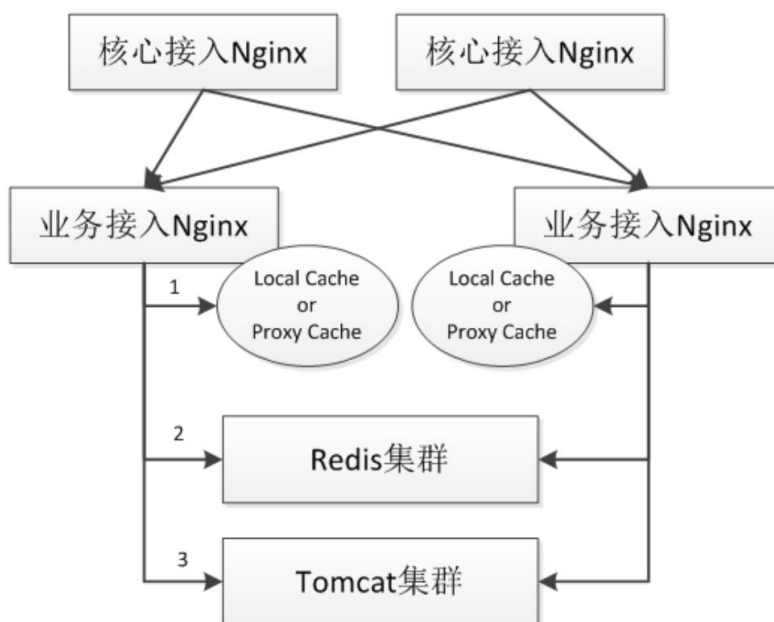 核心接入Nginx
核心接入Nginx
业务接入Nginx
业务接入Nginx
1
Local Cache
or
Proxy Cache
Local Cache
or
Proxy Cache
2
Redis集群
3
Tomcat集群